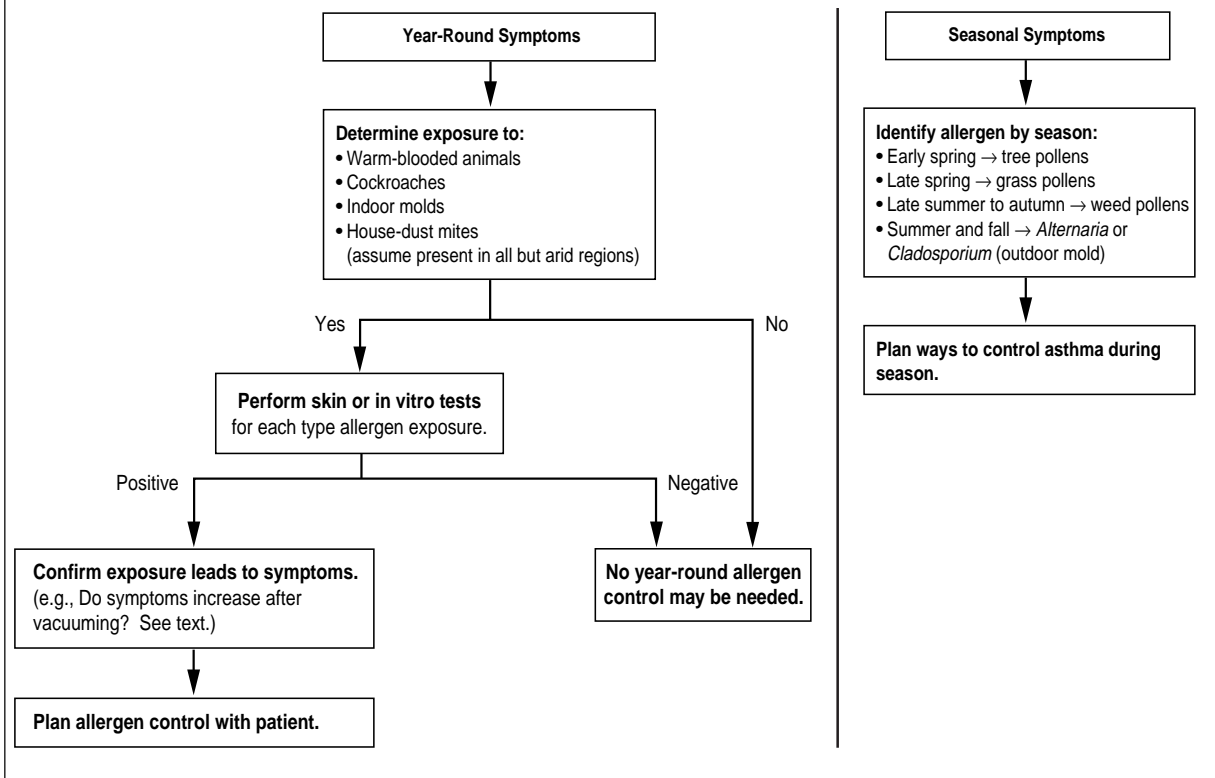 Year-Round Symptoms
Determine exposure to:
• Warm-blooded animals
• Cockroaches
• Indoor molds
• House-dust mites
(assume present in all but arid regions)
Yes
No
Perform skin or in vitro tests
for each type allergen exposure.
Positive
Negative
Confirm exposure leads to symptoms.
(e.g., Do symptoms increase after
vacuuming? See text.)
No year-round allergen
control may be needed.
Plan allergen control with patient.
Seasonal Symptoms
Identify allergen by season:
• Early spring → tree pollens
• Late spring → grass pollens
• Late summer to autumn → weed pollens
• Summer and fall → Alternaria or
Cladosporium (outdoor mold)
Plan ways to control asthma during
season.